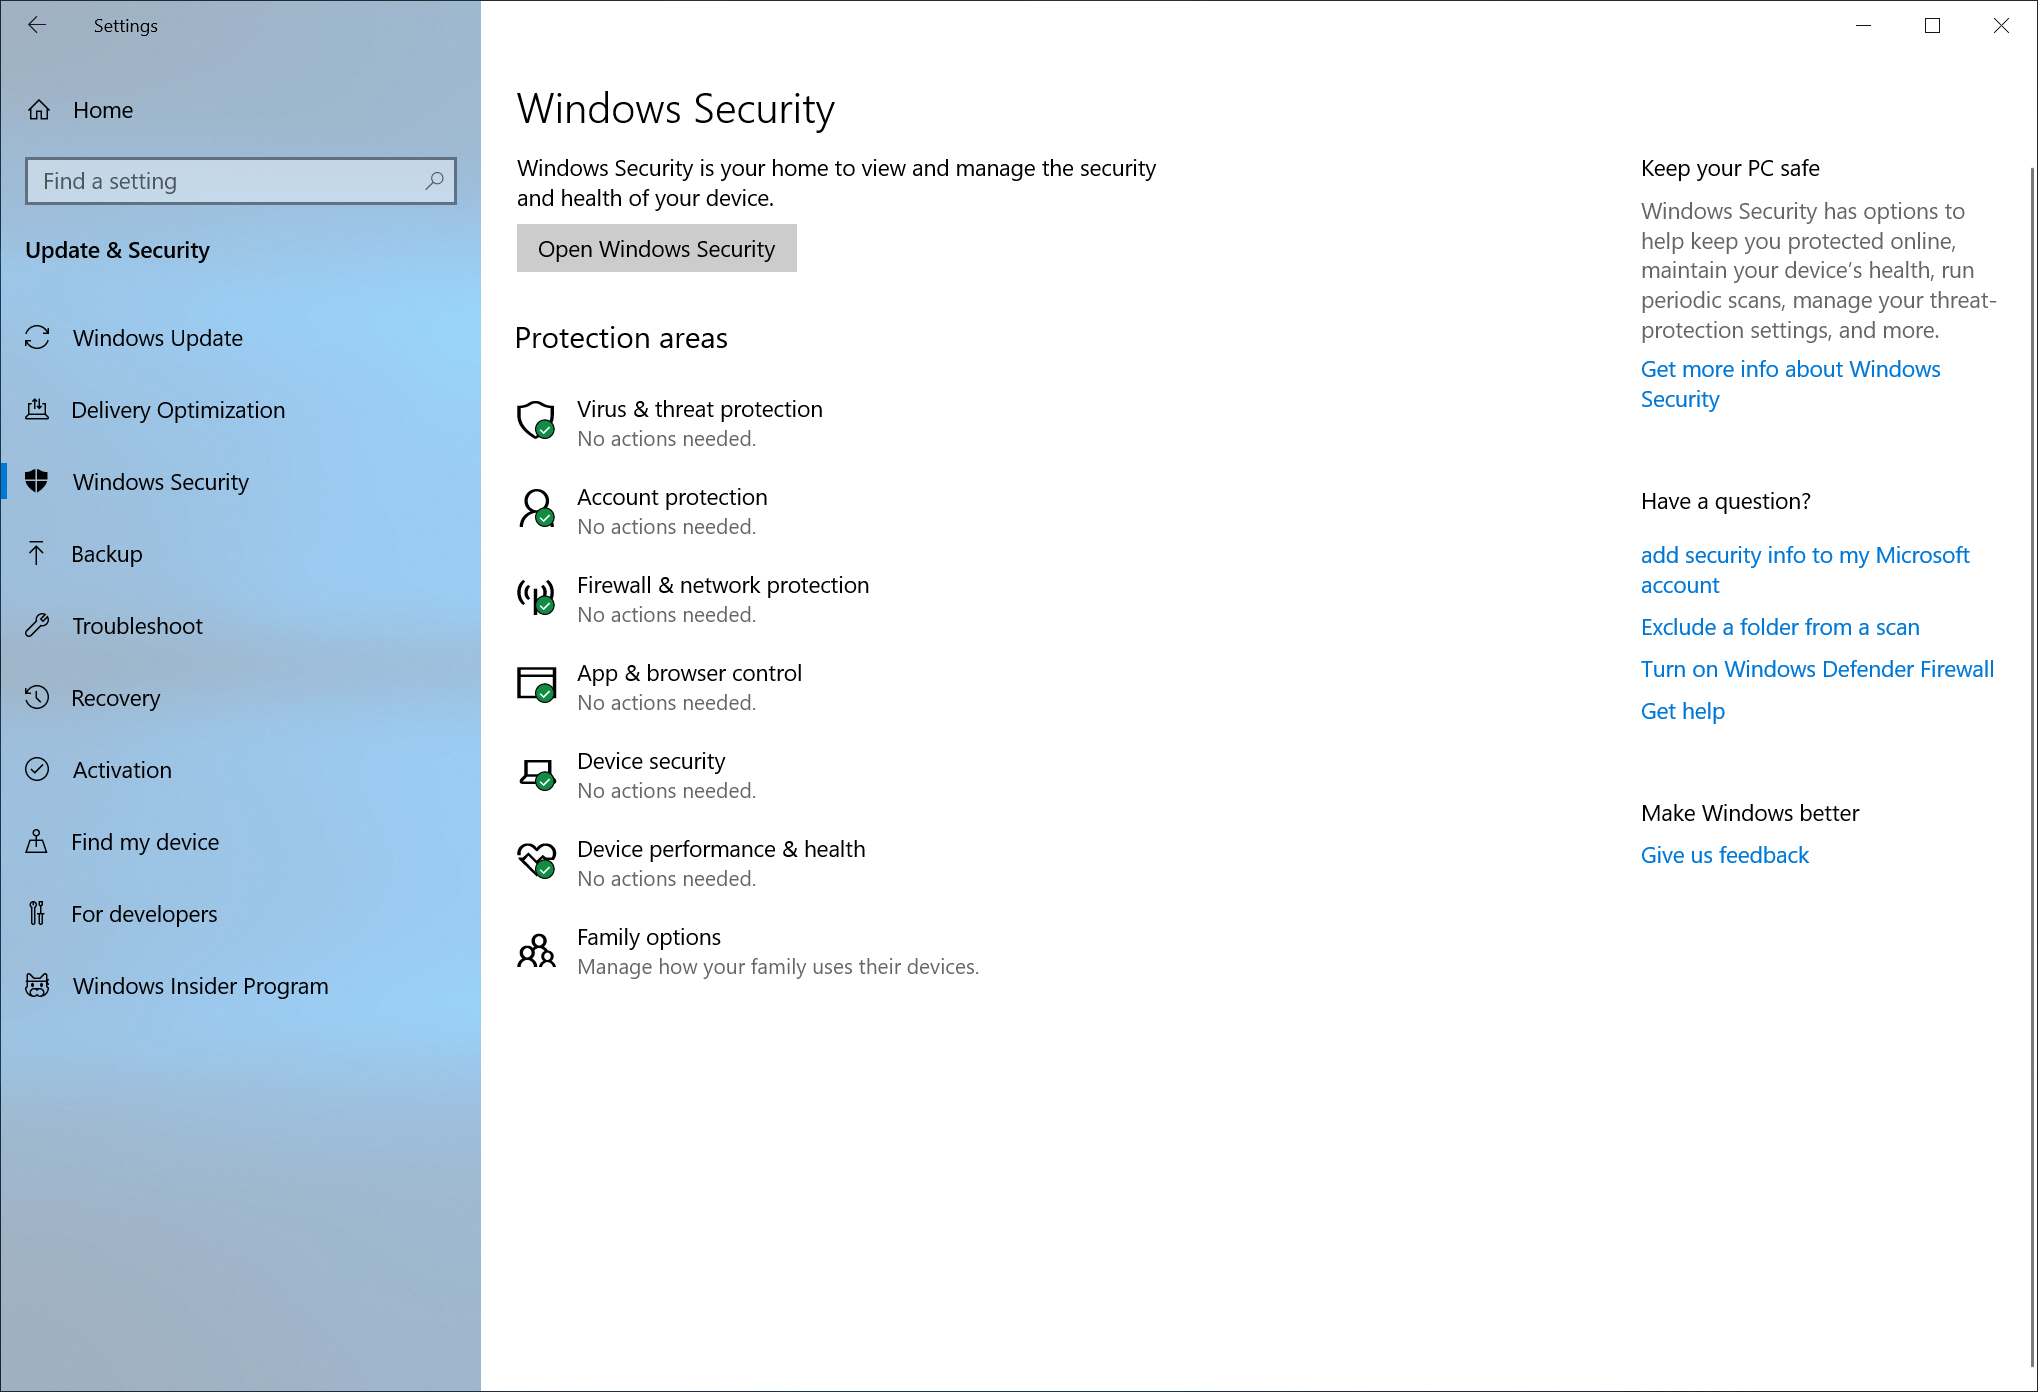 Settings
Home
Find a setting
Update & Security
Windows Update
Delivery Optimization
Windows Security
Backup
Troubleshoot
Recovery
Activation
Find my device
For developers
Windows Insider Program
Windows Security
Windows Security is your home to view and manage the security
and health of your device.
Open Windows Security
Protection areas
Virus & threat protection
No actions needed.
Account protection
No actions needed.
Firewall & network protection
No actions needed.
App & browser control
No actions needed.
Device security
No actions needed.
Device performance & health
No actions needed.
Family options
Manage how your family uses their devices.
Keep your PC safe
Windows Security has options to
help keep you protected online,
maintain your device's health, run
periodic scans, manage your threat-
protection settings, and more.
Get more info about Windows
Security
Have a question?
add security info to my Microsoft
account
Exclude a folder from a scan
Turn on Windows Defender Firewall
Get help
Make Windows better
Give us feedback